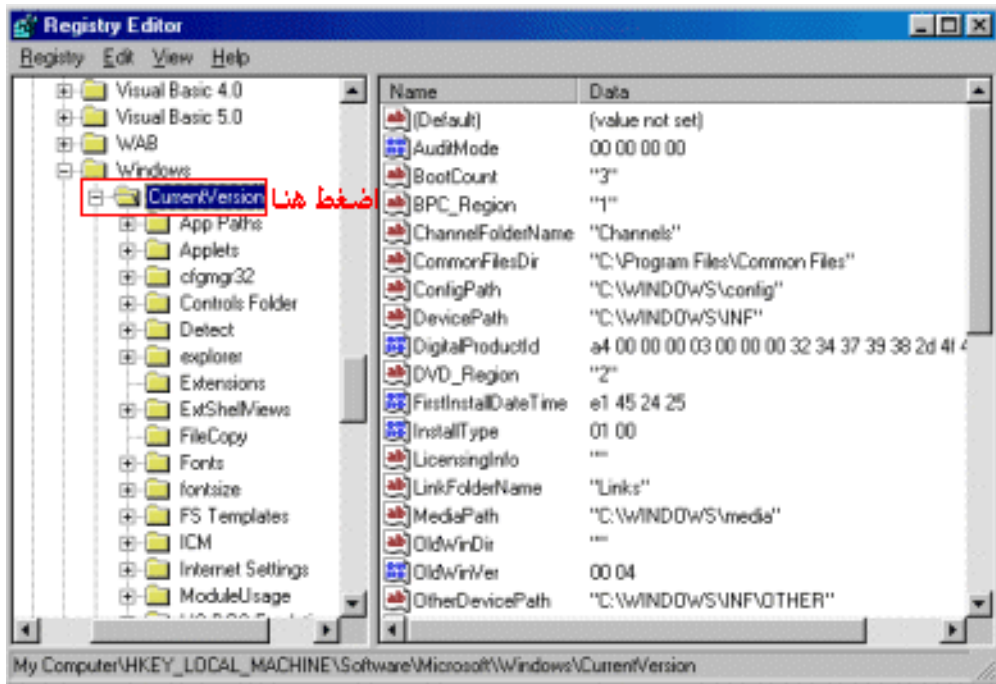 Registry Editor
Registry Edit View Help
Visual Basic 4.0
Visual Basic 5.0
WAB
Windows
CurrentVersion اضغط هنا
App Paths
Applets
cfgmgr32
Controls Folder
Detect
explorer
Extensions
ExtShellViews
FileCopy
Fonts
fontsize
FS Templates
ICM
Internet Settings
ModuleUsage
Name Data
(Default) (value not set)
AuditMode 00 00 00 00
BootCount "3"
BPC_Region "1"
ChannelFolderName "Channels"
CommonFilesDir "C:\Program Files\Common Files"
ConfigPath "C:\WINDOWS\config"
DevicePath "C:\WINDOWS\INF"
DigitalProductId a4 00 00 00 03 00 00 00 32 34 37 39 38 2d 4f 4
DVD_Region "2"
FirstInstallDateTime e1 45 24 25
InstallType 01 00
LicensingInfo ""
LinkFolderName "Links"
MediaPath "C:\WINDOWS\media"
OldWinDir ""
OldWinVer 00 04
OtherDevicePath "C:\WINDOWS\INF\OTHER"
My Computer\HKEY_LOCAL_MACHINE\Software\Microsoft\Windows\CurrentVersion